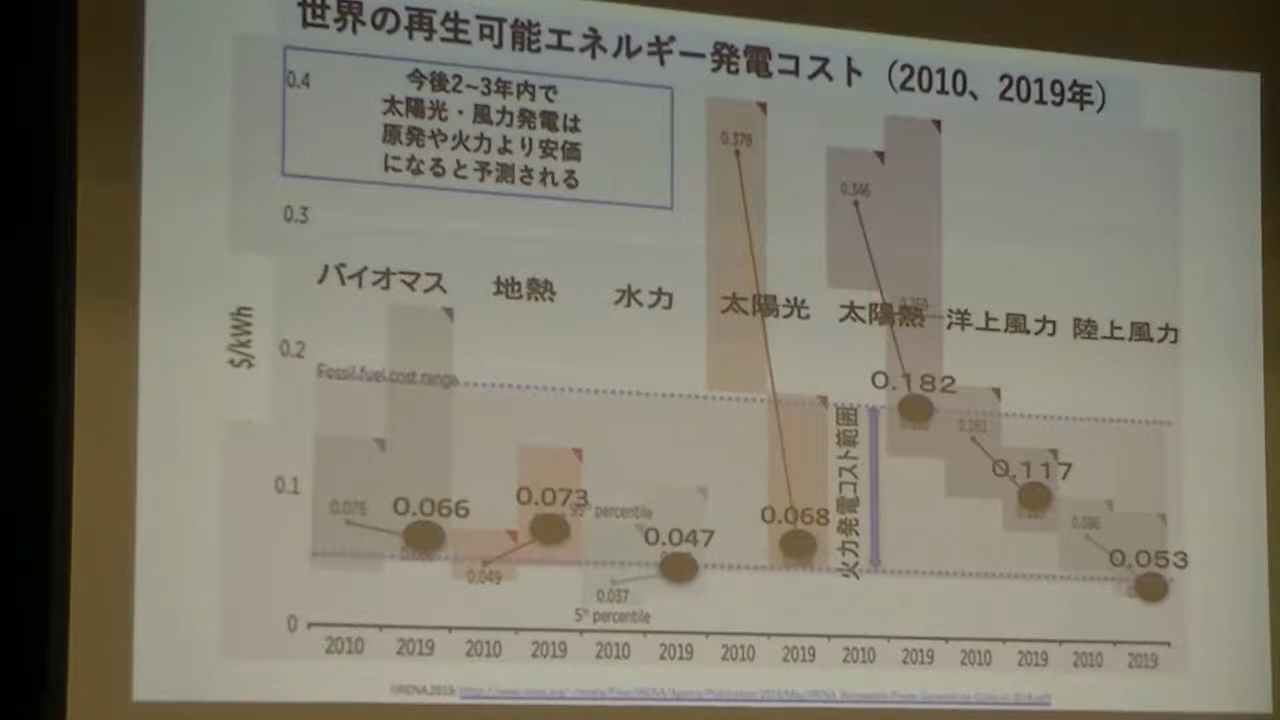 世界の再生可能エネルギー発電コスト（2010、2019年）
今後2~3年内で
太陽光・風力発電は
原発や火力より安価
になると予測される
0.4
0.3
0.2
0.1
0
$/kWh
バイオマス 地熱 水力 太陽光 太陽熱 洋上風力 陸上風力
Fossil fuel cost range
火力発電コスト範囲
0.379
0.346
0.182
0.117
0.076
0.066
0.049
0.073
95th percentile
0.037
0.047
5th percentile
0.068
0.086
0.053
2010 2019 2010 2019 2010 2019 2010 2019 2010 2019 2010 2019 2010 2019